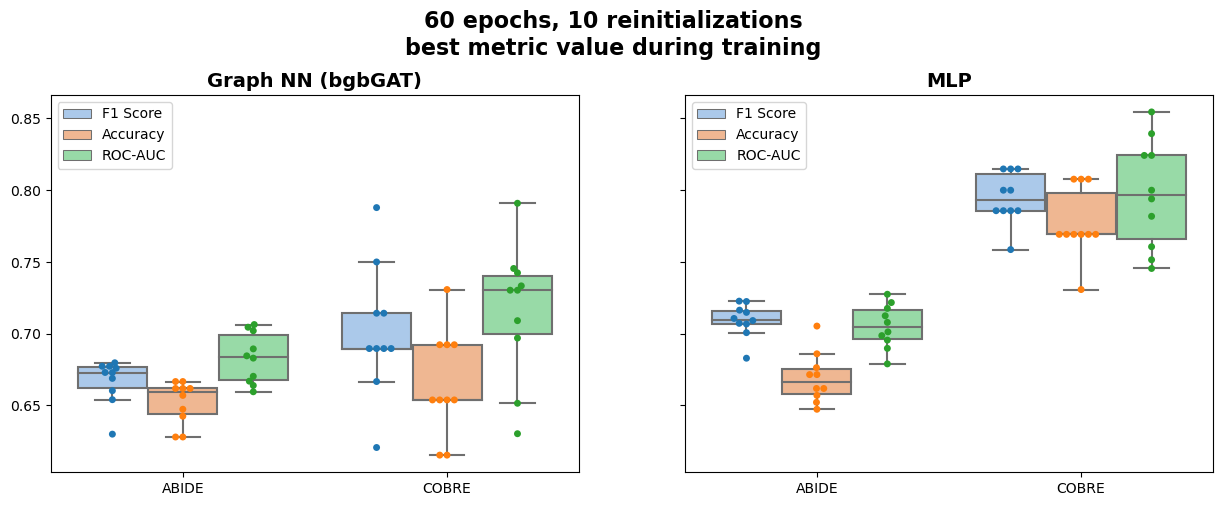 60 epochs, 10 reinitializations
best metric value during training
Graph NN (bgbGAT)
F1 Score
Accuracy
ROC-AUC
0.85
0.80
0.75
0.70
0.65
ABIDE
COBRE
MLP
F1 Score
Accuracy
ROC-AUC
ABIDE
COBRE